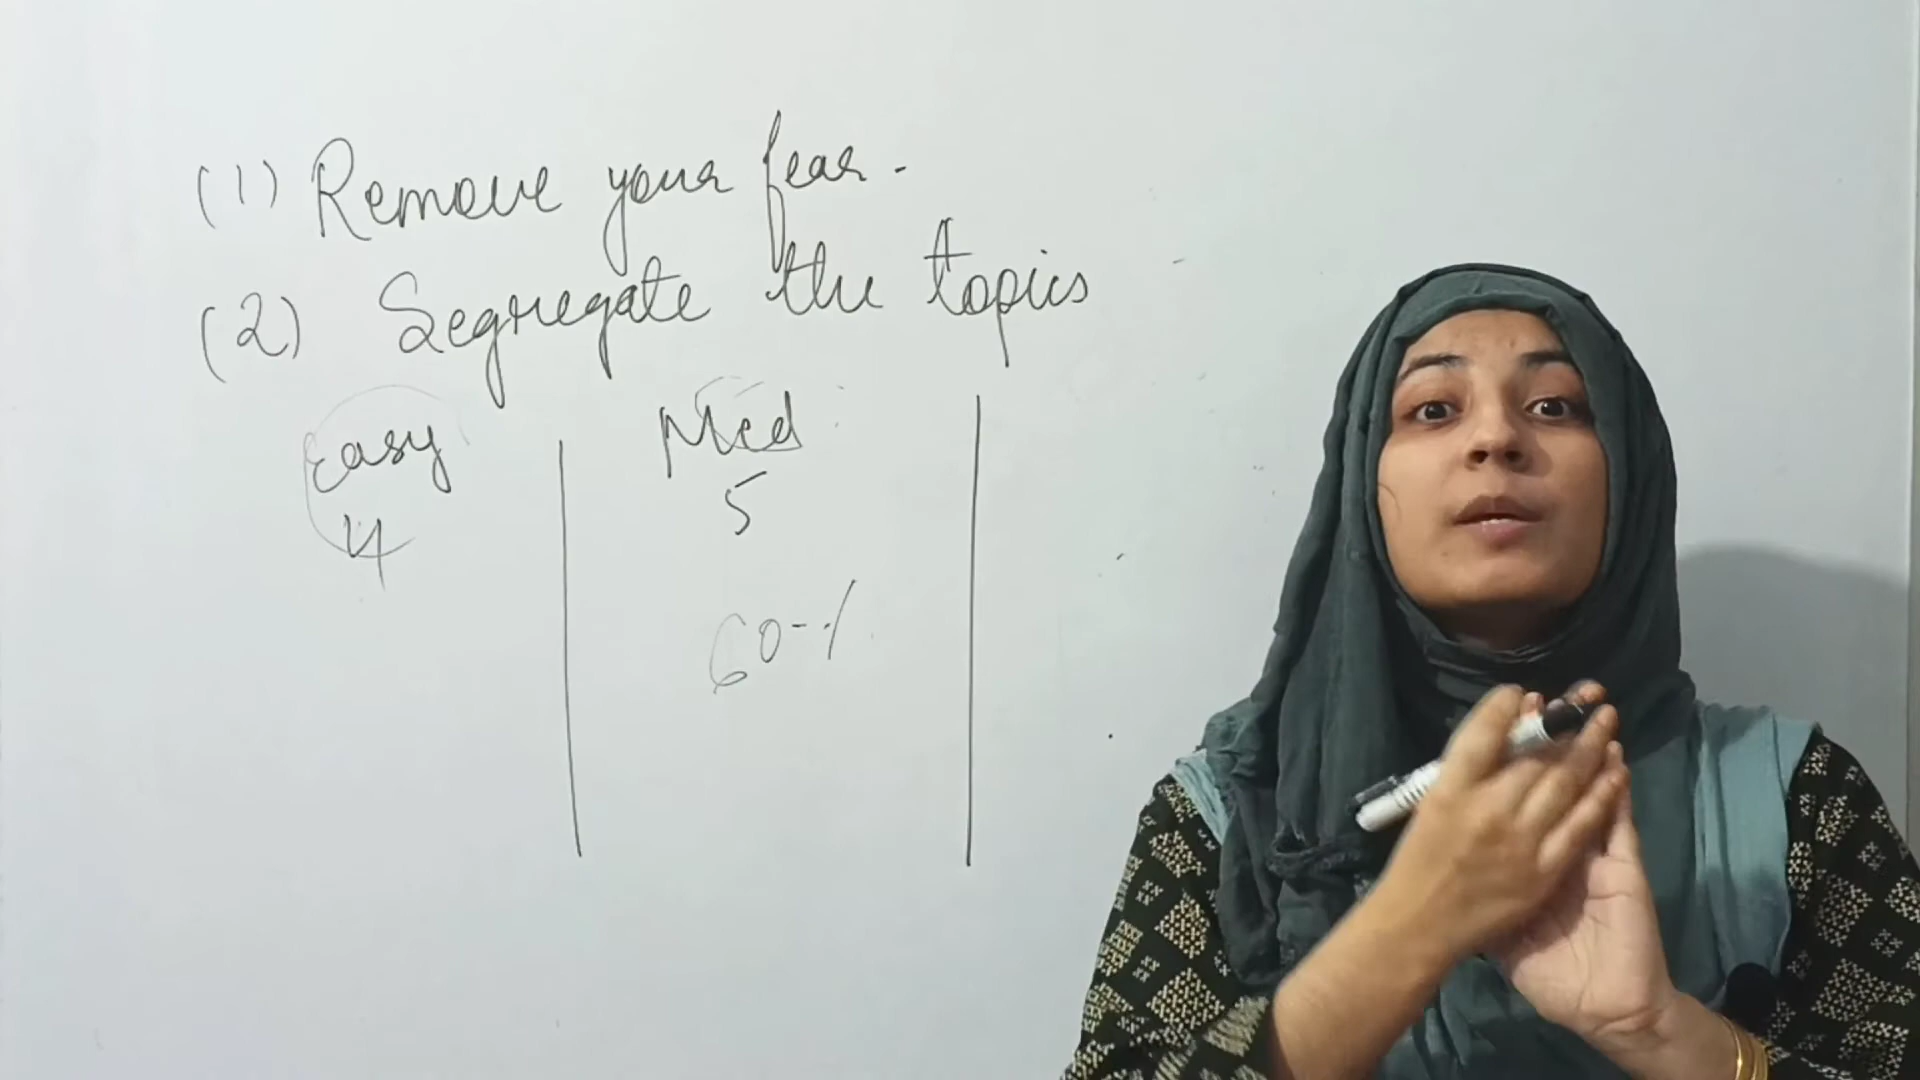 (1) Remove your fear.
(2) Segregate the topics
Easy Med
4 5
60%